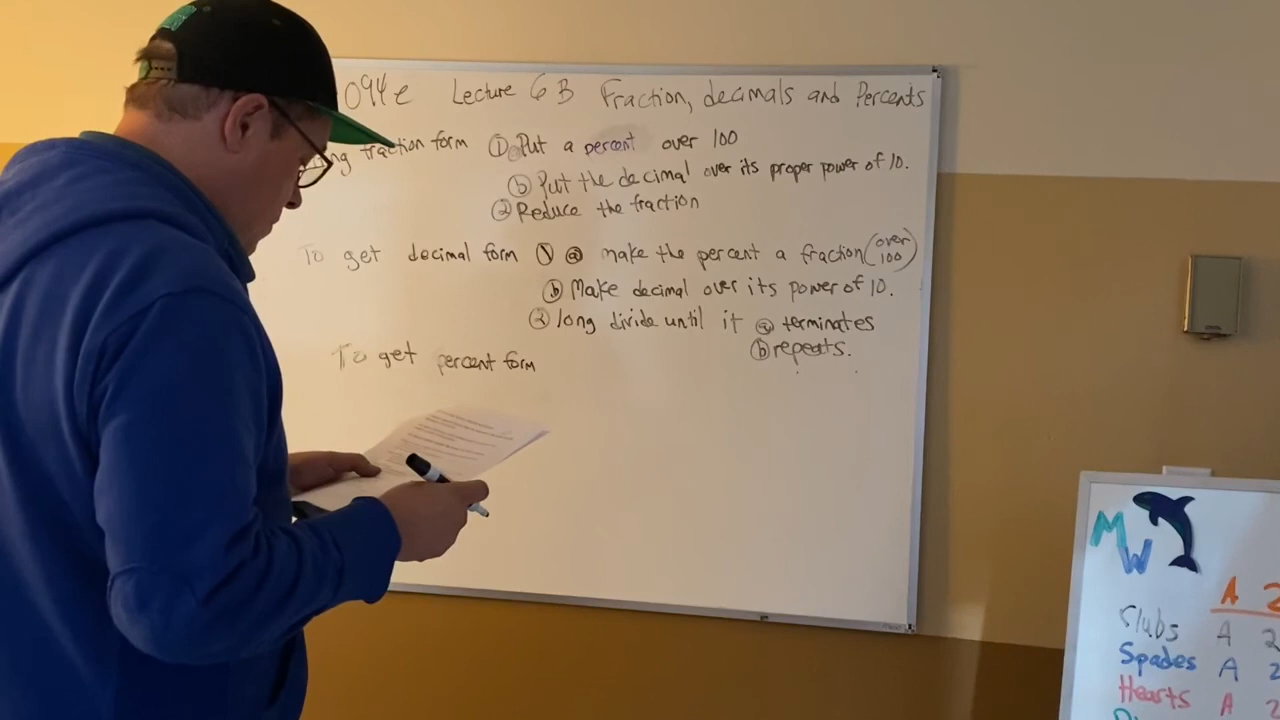 094e Lecture 6B Fraction, decimals and Percents
fraction form ① Put a percent over 100
ⓑ Put the decimal over its proper power of 10.
② Reduce the fraction
To get decimal form ① ⓐ make the percent a fraction (over 100)
ⓑ Make decimal over its power of 10.
② long divide until it ⓐ terminates
ⓑ repeats.
To get percent form
MW
A 2
Clubs A 2
Spades A 2
Hearts A 2